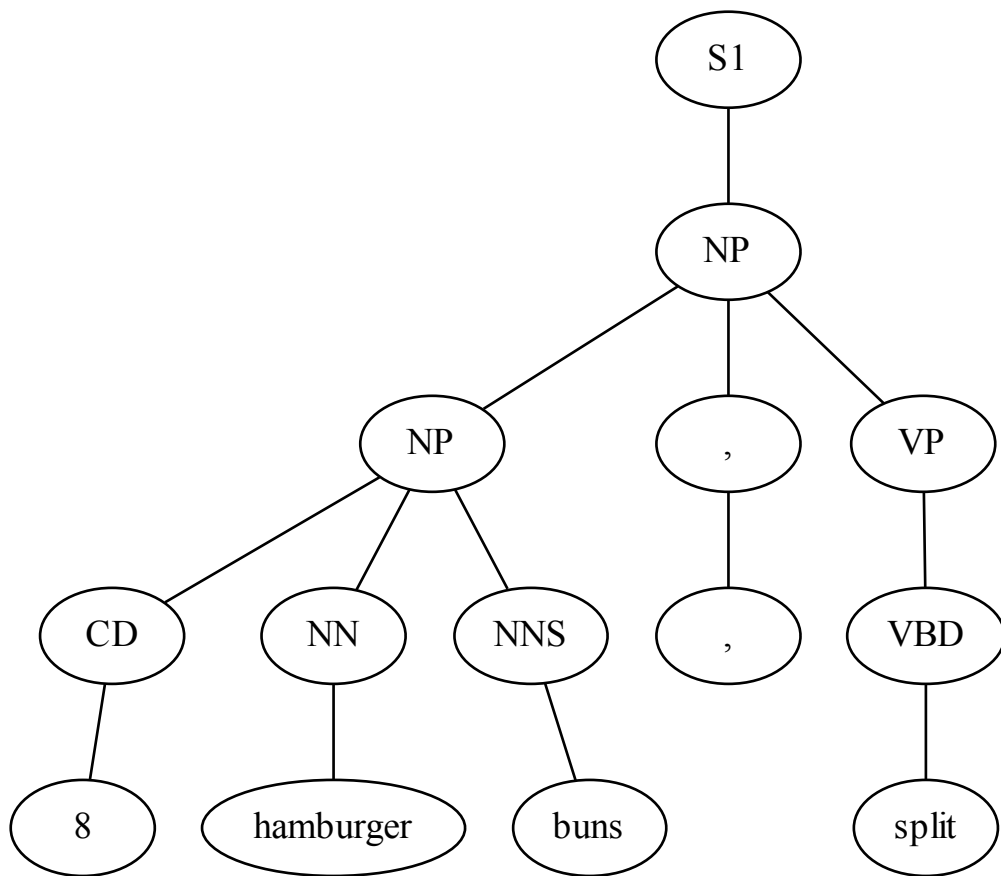 S1
NP
NP , VP
CD NN NNS , VBD
8 hamburger buns split